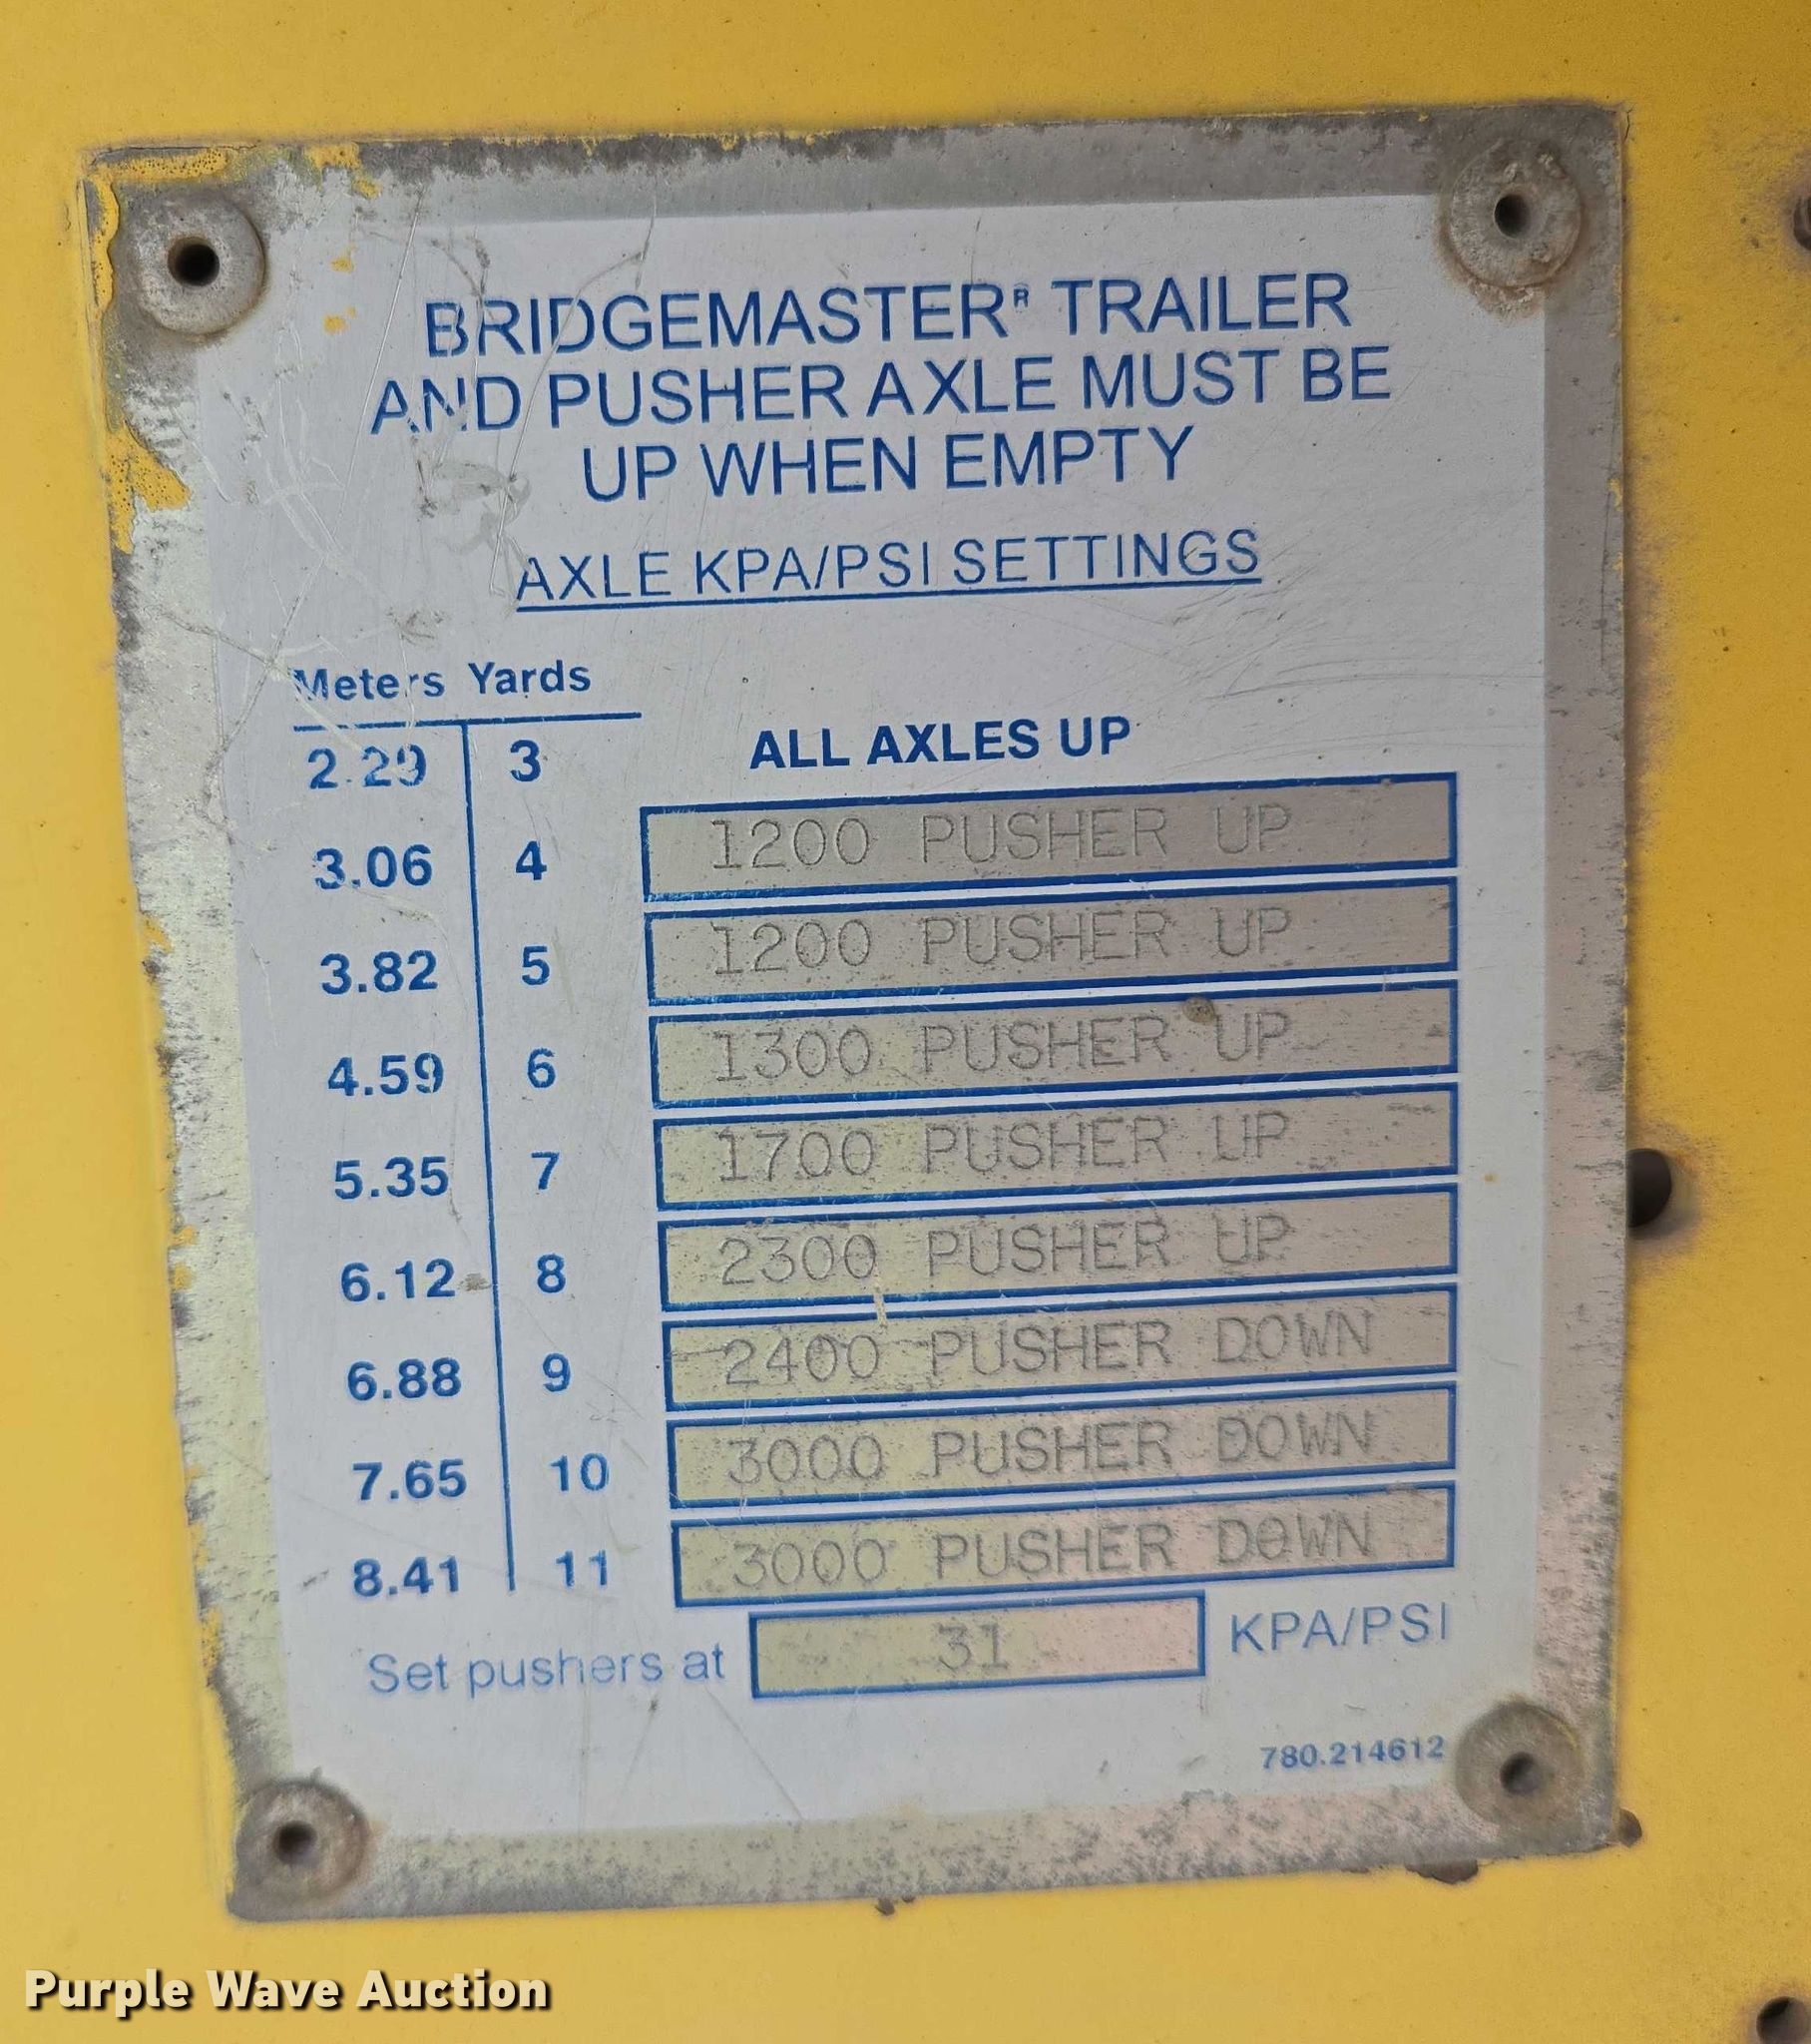 BRIDGEMASTER® TRAILER
AND PUSHER AXLE MUST BE
UP WHEN EMPTY
AXLE KPA/PSI SETTINGS
Meters Yards
2.29 3 ALL AXLES UP
3.06 4 1200 PUSHER UP
3.82 5 1200 PUSHER UP
4.59 6 1300 PUSHER UP
5.35 7 1700 PUSHER UP
6.12 8 2300 PUSHER UP
6.88 9 2400 PUSHER DOWN
7.65 10 3000 PUSHER DOWN
8.41 11 3000 PUSHER DOWN
Set pushers at 31 KPA/PSI
780.214612
Purple Wave Auction